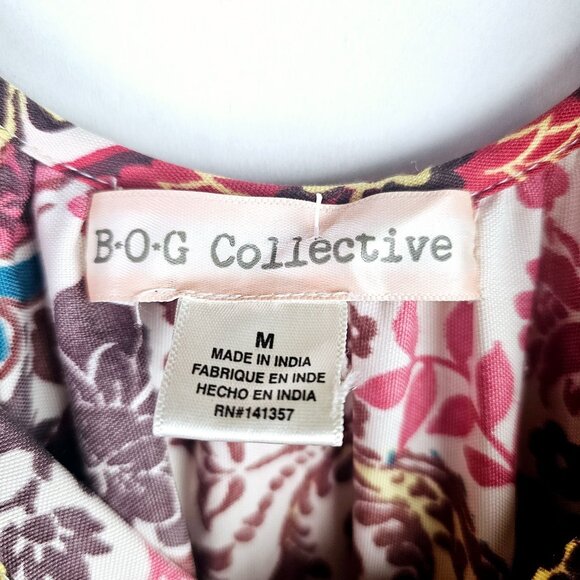 B•O•G Collective
M
MADE IN INDIA
FABRIQUE EN INDE
HECHO EN INDIA
RN#141357